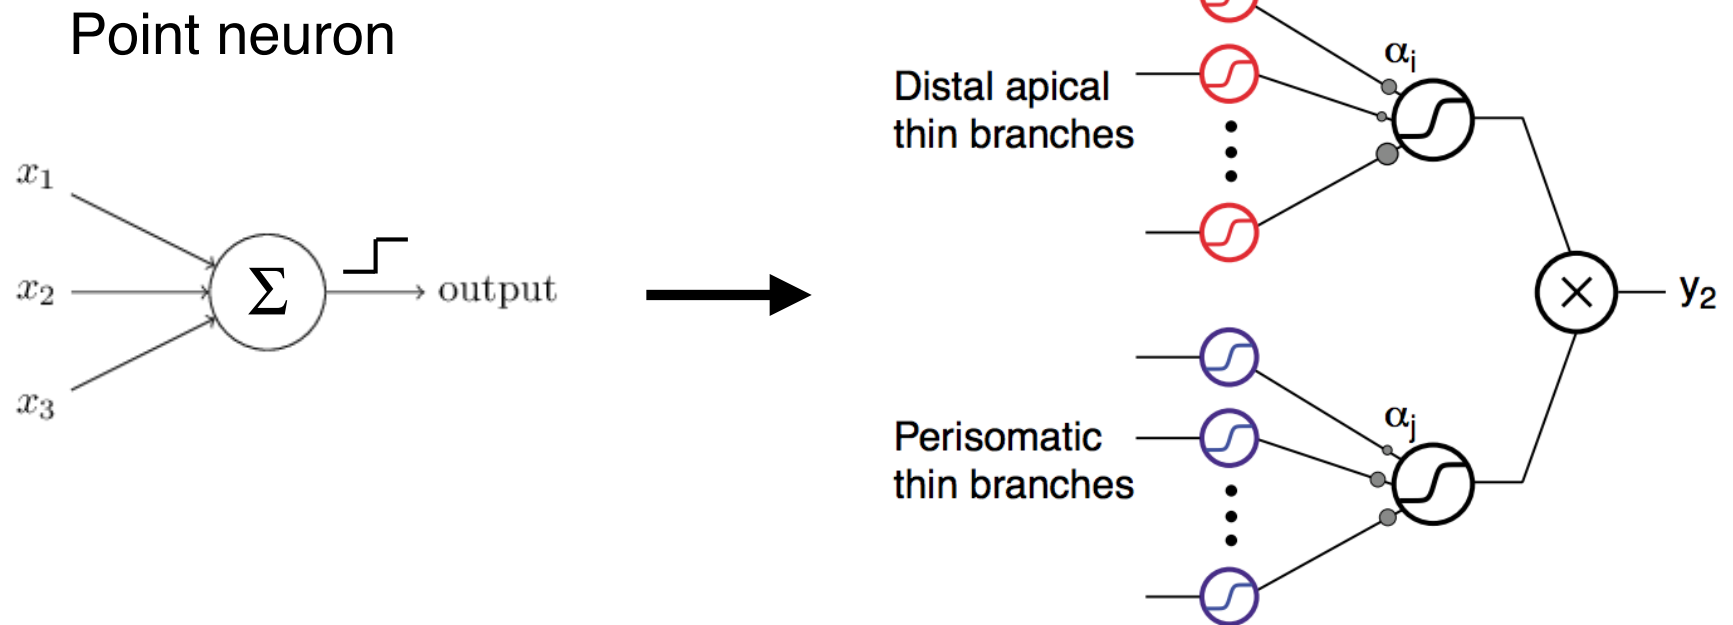 Point neuron
x1
x2
x3
Σ
output
Distal apical
thin branches
αi
Perisomatic
thin branches
αj
×
y2